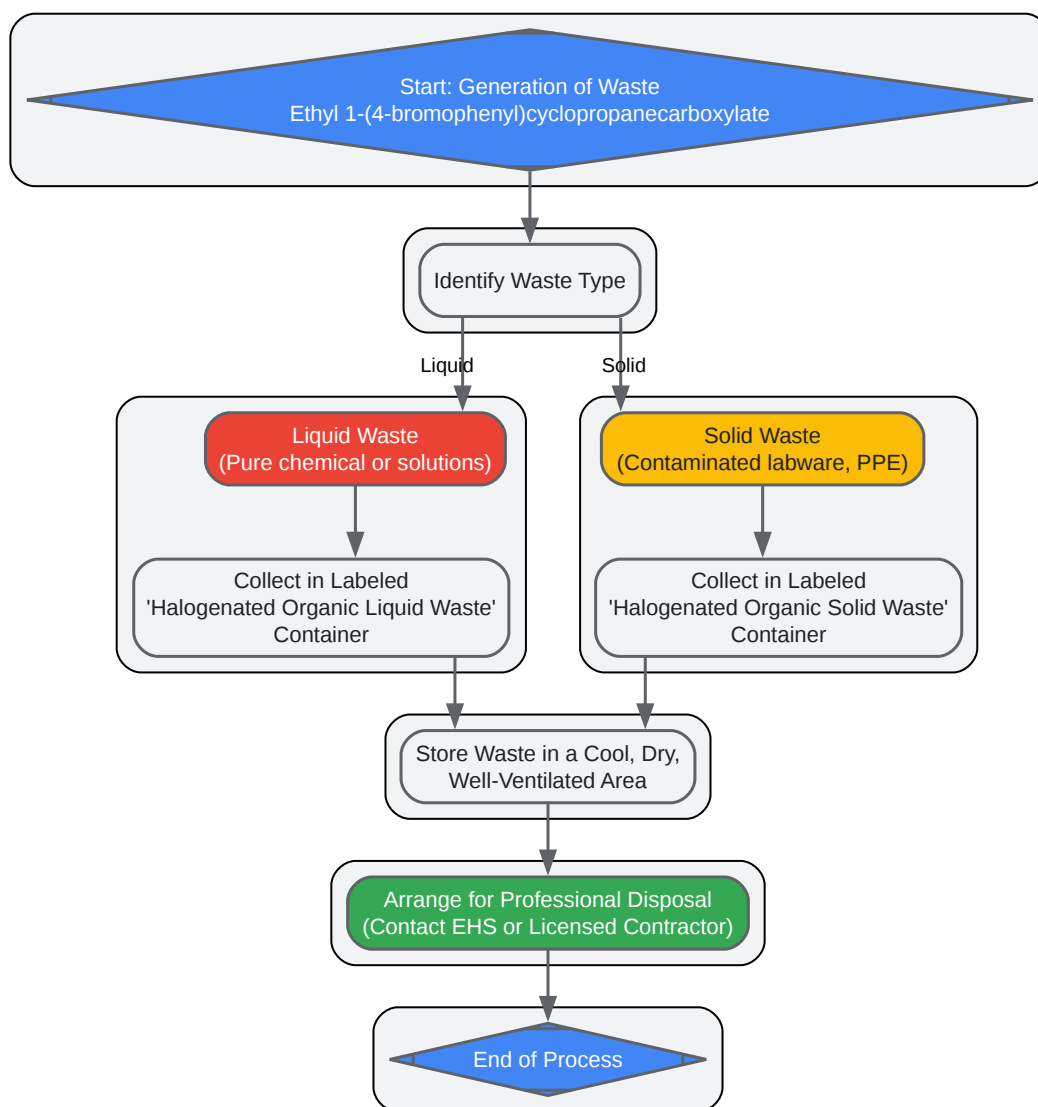 Start: Generation of Waste
Ethyl 1-(4-bromophenyl)cyclopropanecarboxylate
Identify Waste Type
Liquid
Solid
Liquid Waste
(Pure chemical or solutions)
Solid Waste
(Contaminated labware, PPE)
Collect in Labeled
'Halogenated Organic Liquid Waste'
Container
Collect in Labeled
'Halogenated Organic Solid Waste'
Container
Store Waste in a Cool, Dry,
Well-Ventilated Area
Arrange for Professional Disposal
(Contact EHS or Licensed Contractor)
End of Process